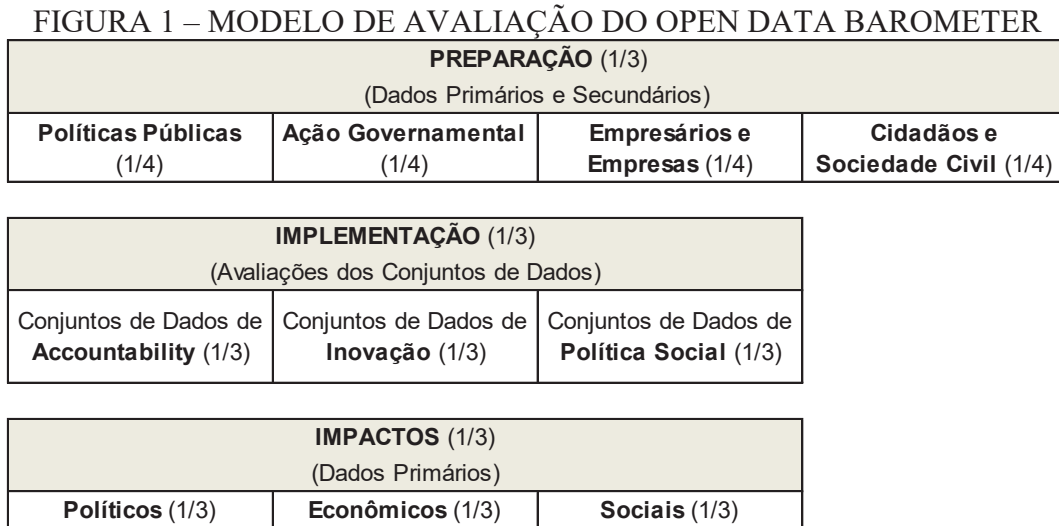 FIGURA 1 – MODELO DE AVALIAÇÃO DO OPEN DATA BAROMETER
PREPARAÇÃO (1/3)
(Dados Primários e Secundários)
Políticas Públicas
(1/4)
Ação Governamental
(1/4)
Empresários e
Empresas (1/4)
Cidadãos e
Sociedade Civil (1/4)
IMPLEMENTAÇÃO (1/3)
(Avaliações dos Conjuntos de Dados)
Conjuntos de Dados de
Accountability (1/3)
Conjuntos de Dados de
Inovação (1/3)
Conjuntos de Dados de
Política Social (1/3)
IMPACTOS (1/3)
(Dados Primários)
Políticos (1/3)
Econômicos (1/3)
Sociais (1/3)